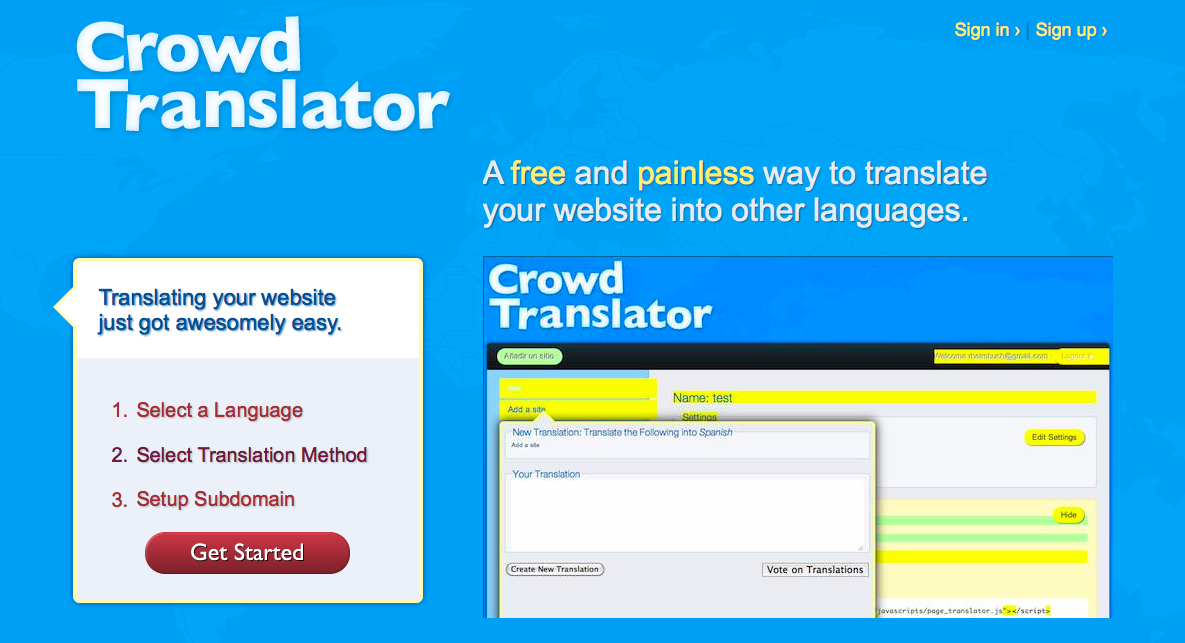 Crowd
Translator
Sign in › | Sign up ›
A free and painless way to translate
your website into other languages.
Translating your website
just got awesomely easy.
1. Select a Language
2. Select Translation Method
3. Setup Subdomain
Get Started
Crowd
Translator
Añadir un sitio
Welcome @gmail.com Logout
Name: test
Add a site
Settings
New Translation: Translate the Following into Spanish
Add a site
Edit Settings
Your Translation
Hide
Create New Translation
Vote on Translations
/javascripts/page_translator.js"></script>